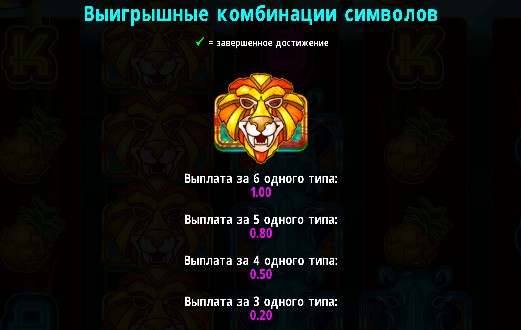 Выигрышные комбинации символов
✓ = завершенное достижение
Выплата за 6 одного типа:
1.00
Выплата за 5 одного типа:
0.80
Выплата за 4 одного типа:
0.50
Выплата за 3 одного типа:
0.20